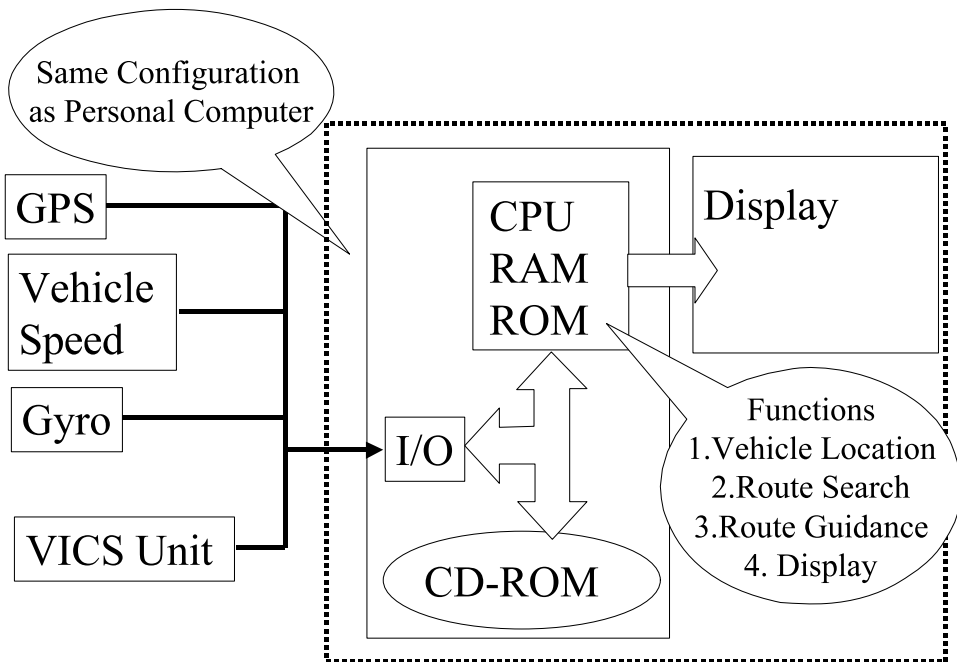 Same Configuration
as Personal Computer
GPS
Vehicle
Speed
Gyro
VICS Unit
I/O
CPU
RAM
ROM
CD-ROM
Display
Functions
1.Vehicle Location
2.Route Search
3.Route Guidance
4. Display